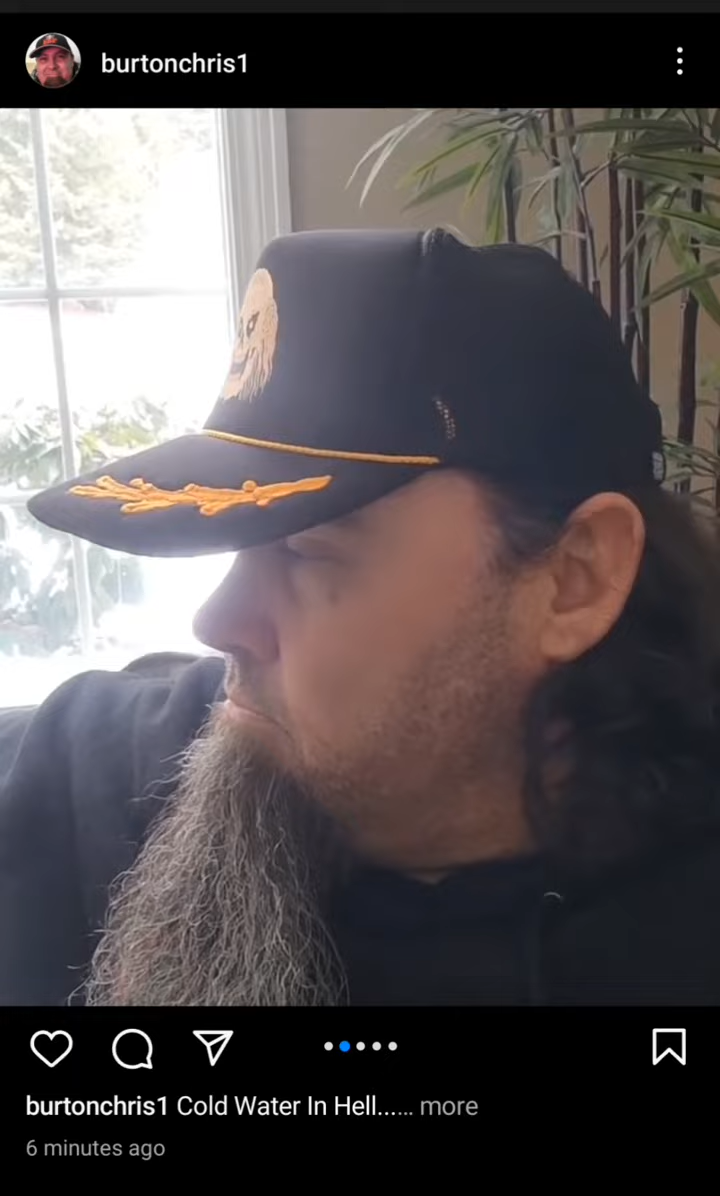 burtonchris1
burtonchris1 Cold Water In Hell...... more
6 minutes ago